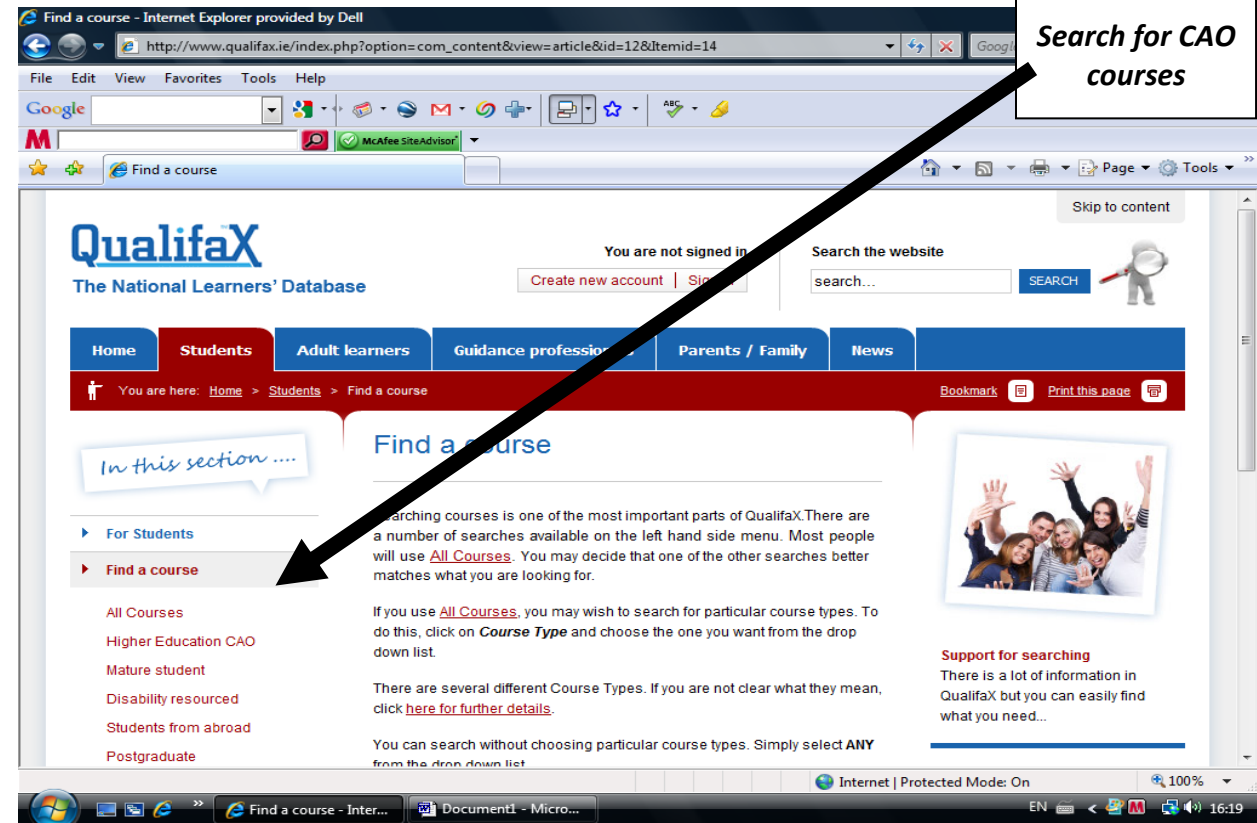 Find a course - Internet Explorer provided by Dell
Search for CAO
courses
http://www.qualifax.ie/index.php?option=com_content&view=article&id=12&Itemid=14
File Edit View Favorites Tools Help
Google
McAfee SiteAdvisor
Find a course
Page Tools
Skip to content
QualifaX
The National Learners' Database
You are not signed in
Create new account |
Search the website
search...
SEARCH
Home Students Adult learners Guidance Parents / Family News
You are here: Home > Students > Find a course
Bookmark Print this page
In this section ....
For Students
Find a course
All Courses
Higher Education CAO
Mature student
Disability resourced
Students from abroad
Postgraduate
Find a course
courses is one of the most important parts of QualifaX.There are
a number of searches available on the left hand side menu. Most people
will use All Courses. You may decide that one of the other searches better
matches what you are looking for.
If you use All Courses, you may wish to search for particular course types. To
do this, click on Course Type and choose the one you want from the drop
down list.
There are several different Course Types. If you are not clear what they mean,
click here for further details.
You can search without choosing particular course types. Simply select ANY
from the drop down list
Support for searching
There is a lot of information in
QualifaX but you can easily find
what you need...
Internet | Protected Mode: On
100%
Find a course - Inter...
Document1 - Micro...
EN
16:19